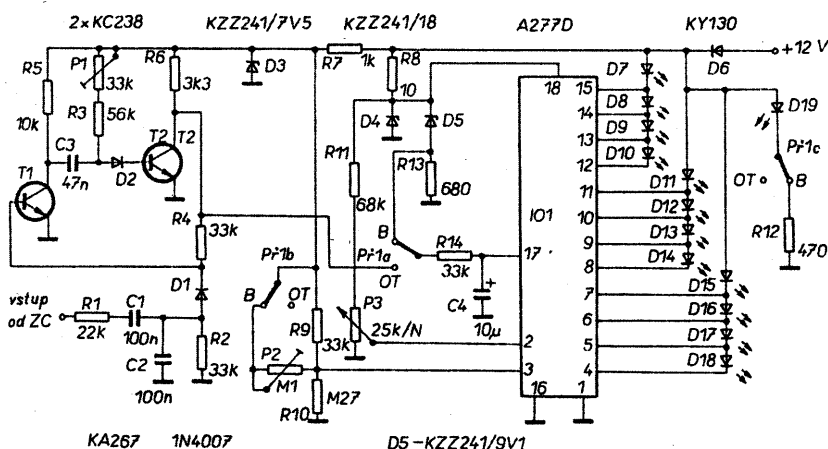 2xKC238 KZZ241/7V5 KZZ241/18 A277D KY130
R5 P1 R6 D3 R7 1k R8 D7 D6 +12 V
33k 3k3 10 18 15 D8 D19
R3 56k D4 D5 14 D9
10k C3 T2 T2 R11 R13 13 D10 Př1c
T1 47n D2 68k 680 12 D11 OT B
R4 IO1 11 D12
33k B R14 10 D13 R12
Př1b Př1a 33k 17 9 D14 470
D1 OT + 8 D15
vstup od ZC R1 C1 B OT P3 C4 7 D16
22k 100n R2 R9 25k/N 10µ 6 D17
C2 33k P2 33k 2 5 D18
100n M1 M27 3 4
R10 16 1
KA267 1N4007 D5-KZZ241/9V1